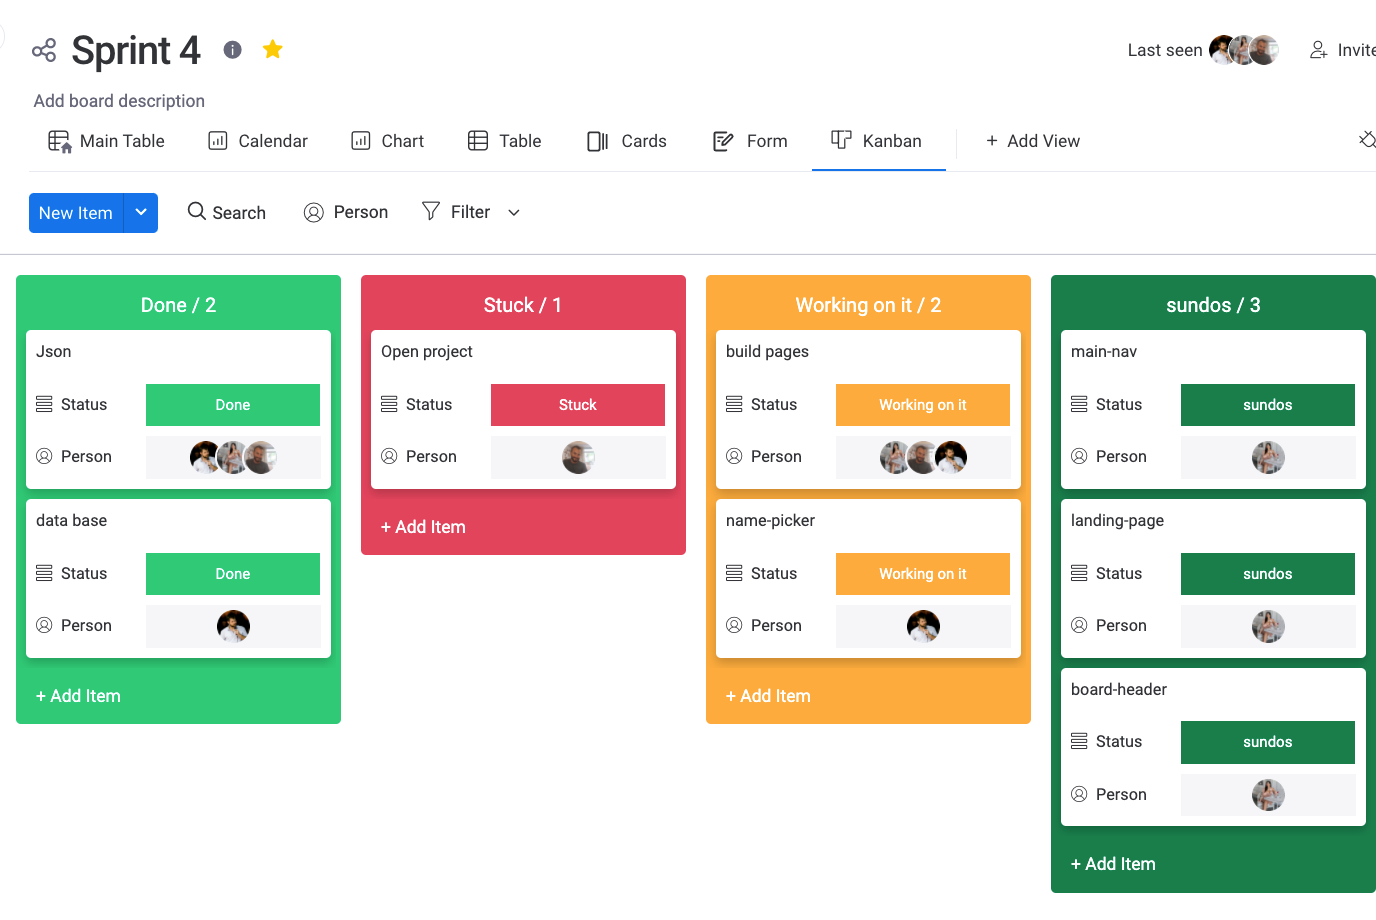 Sprint 4
Last seen
Invite
Add board description
Main Table
Calendar
Chart
Table
Cards
Form
Kanban
+ Add View
New Item
Search
Person
Filter
Done / 2
Json
Status
Done
Person
data base
Status
Done
Person
+ Add Item
Stuck / 1
Open project
Status
Stuck
Person
+ Add Item
Working on it / 2
build pages
Status
Working on it
Person
name-picker
Status
Working on it
Person
+ Add Item
sundos / 3
main-nav
Status
sundos
Person
landing-page
Status
sundos
Person
board-header
Status
sundos
Person
+ Add Item